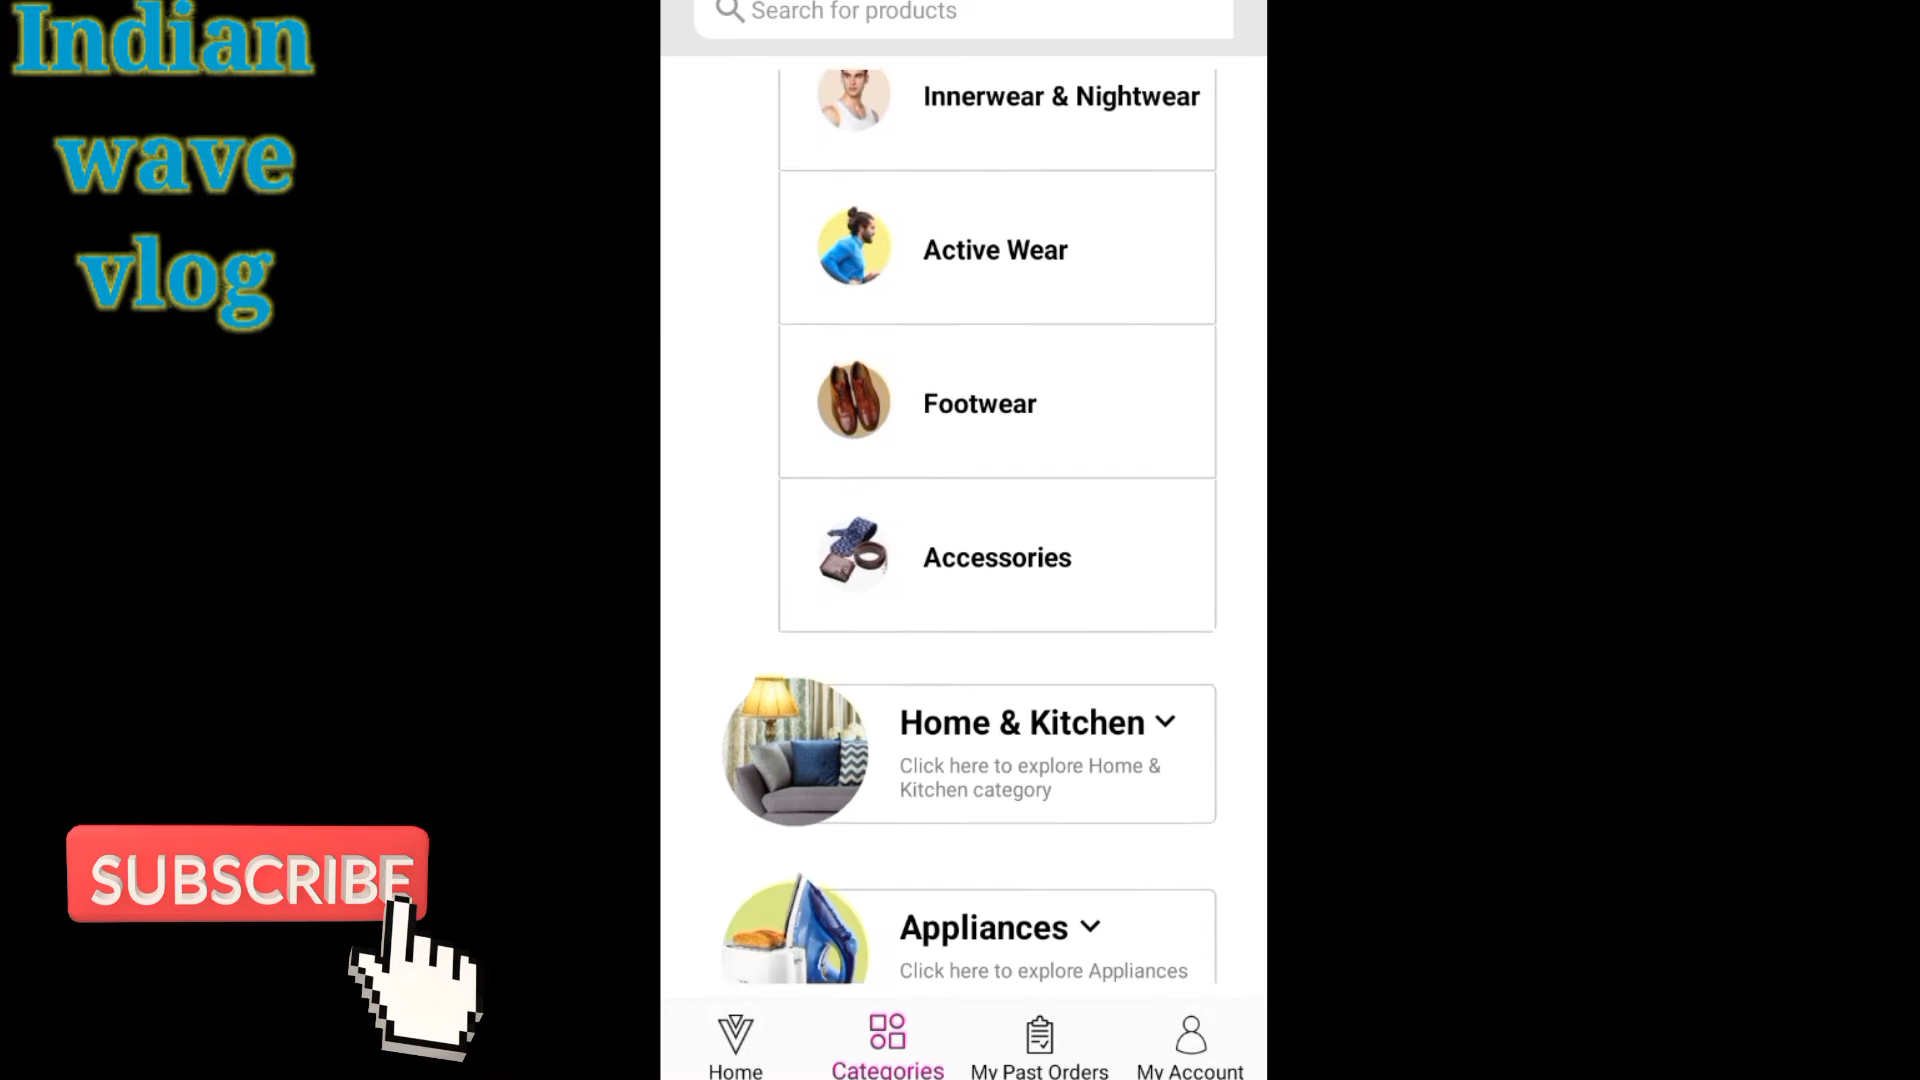 Indian
wave
vlog
Search for products
Innerwear & Nightwear
Active Wear
Footwear
Accessories
Home & Kitchen
Click here to explore Home &
Kitchen category
Appliances
Click here to explore Appliances
SUBSCRIBE
Home
Categories
My Past Orders
My Account